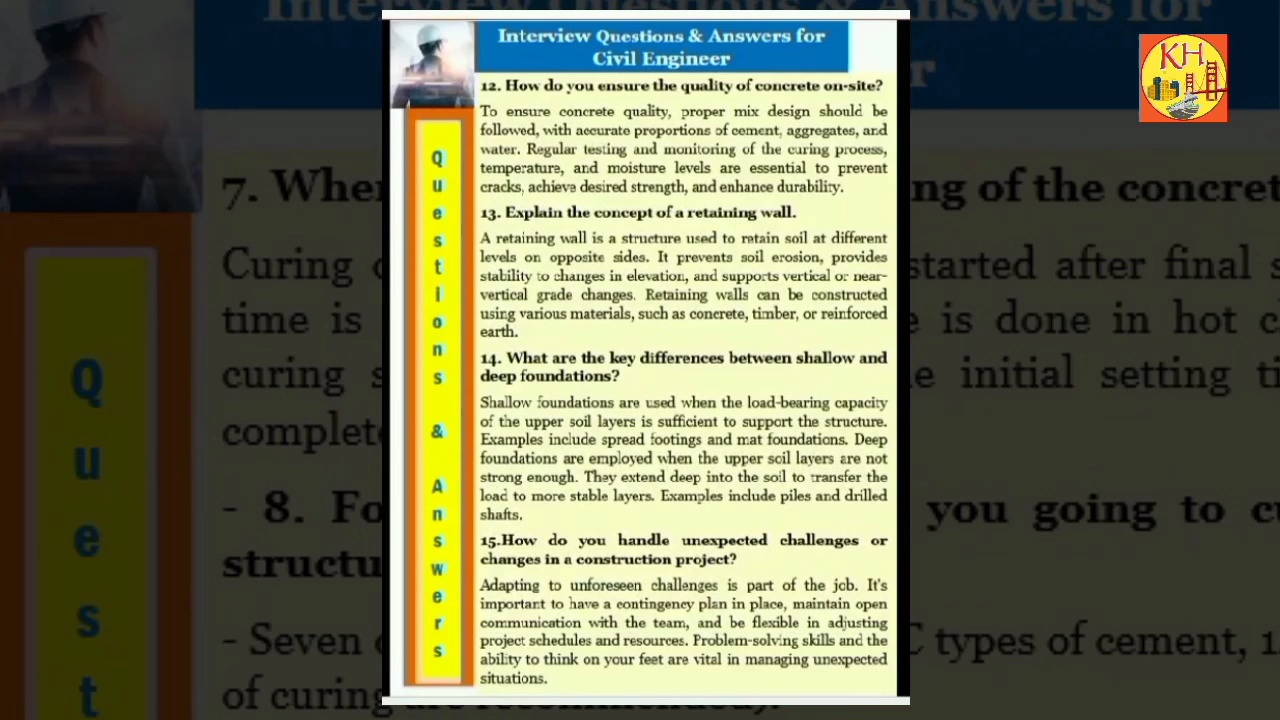 Interview Questions & Answers for
Civil Engineer
KH
12. How do you ensure the quality of concrete on-site?
To ensure concrete quality, proper mix design should be
followed, with accurate proportions of cement, aggregates, and
water. Regular testing and monitoring of the curing process,
temperature, and moisture levels are essential to prevent
cracks, achieve desired strength, and enhance durability.
13. Explain the concept of a retaining wall.
A retaining wall is a structure used to retain soil at different
levels on opposite sides. It prevents soil erosion, provides
stability to changes in elevation, and supports vertical or near-
vertical grade changes. Retaining walls can be constructed
using various materials, such as concrete, timber, or reinforced
earth.
14. What are the key differences between shallow and
deep foundations?
Shallow foundations are used when the load-bearing capacity
of the upper soil layers is sufficient to support the structure.
Examples include spread footings and mat foundations. Deep
foundations are employed when the upper soil layers are not
strong enough. They extend deep into the soil to transfer the
load to more stable layers. Examples include piles and drilled
shafts.
15.How do you handle unexpected challenges or
changes in a construction project?
Adapting to unforeseen challenges is part of the job. It's
important to have a contingency plan in place, maintain open
communication with the team, and be flexible in adjusting
project schedules and resources. Problem-solving skills and the
ability to think on your feet are vital in managing unexpected
situations.
QuestIons & Answers
7. Whe
ng of the concret
Curing
started after final s
time is
e is done in hot c
curing s
e initial setting ti
complete
- 8. Fo
you going to c
structu
- Seven
C types of cement, 1
of curing are recommended).
Quest